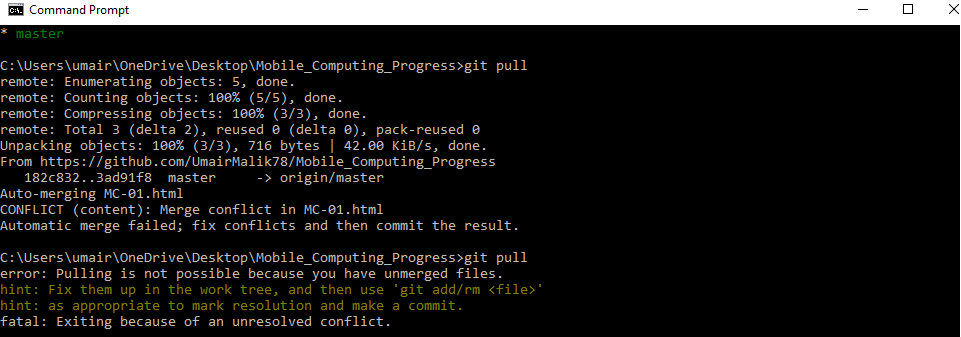 Command Prompt
* master
C:\Users\umair\OneDrive\Desktop\Mobile_Computing_Progress>git pull
remote: Enumerating objects: 5, done.
remote: Counting objects: 100% (5/5), done.
remote: Compressing objects: 100% (3/3), done.
remote: Total 3 (delta 2), reused 0 (delta 0), pack-reused 0
Unpacking objects: 100% (3/3), 716 bytes | 42.00 KiB/s, done.
From https://github.com/UmairMalik78/Mobile_Computing_Progress
   182c832..3ad91f8  master     -> origin/master
Auto-merging MC-01.html
CONFLICT (content): Merge conflict in MC-01.html
Automatic merge failed; fix conflicts and then commit the result.
C:\Users\umair\OneDrive\Desktop\Mobile_Computing_Progress>git pull
error: Pulling is not possible because you have unmerged files.
hint: Fix them up in the work tree, and then use 'git add/rm <file>'
hint: as appropriate to mark resolution and make a commit.
fatal: Exiting because of an unresolved conflict.